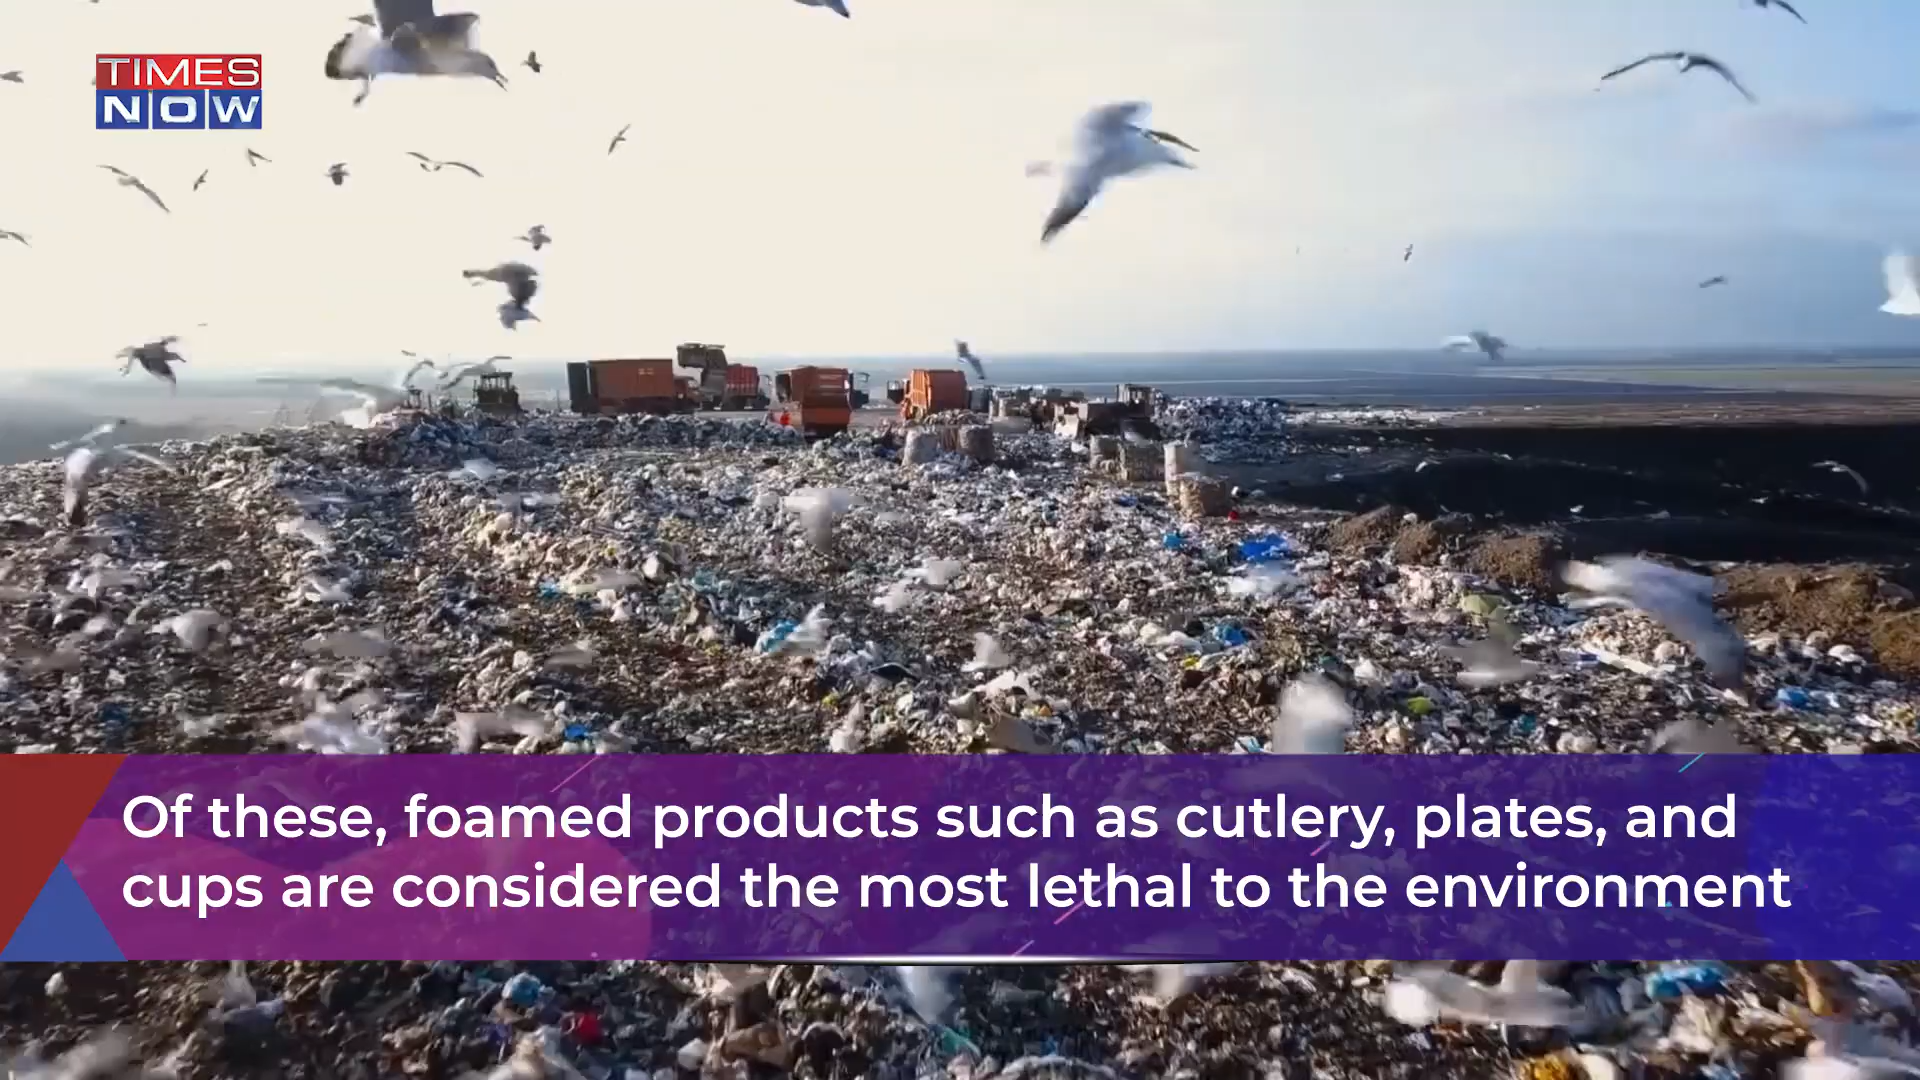 TIMES
NOW
Of these, foamed products such as cutlery, plates, and
cups are considered the most lethal to the environment